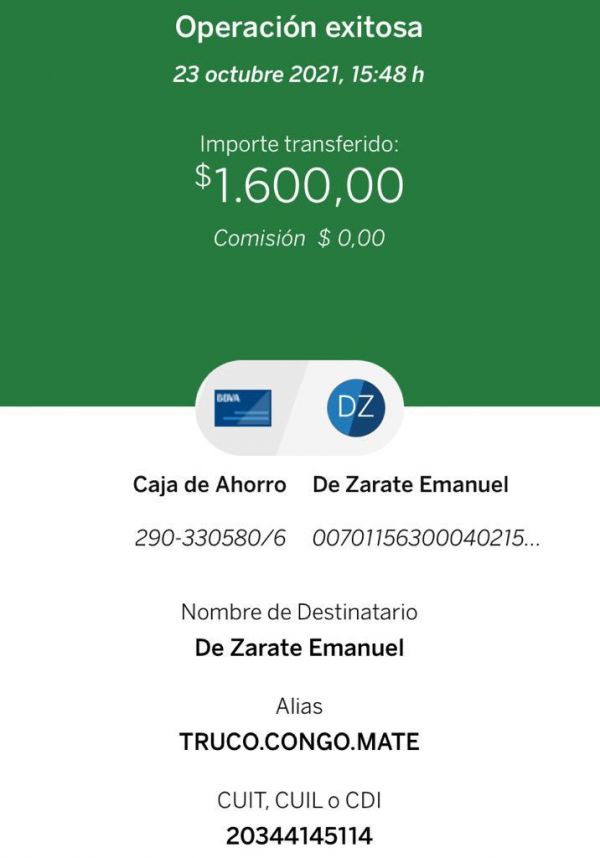 Operación exitosa
23 octubre 2021, 15:48 h
Importe transferido:
$1.600,00
Comisión $ 0,00
BBVA
DZ
Caja de Ahorro De Zarate Emanuel
290-330580/6 00701156300040215...
Nombre de Destinatario
De Zarate Emanuel
Alias
TRUCO.CONGO.MATE
CUIT, CUIL o CDI
20344145114